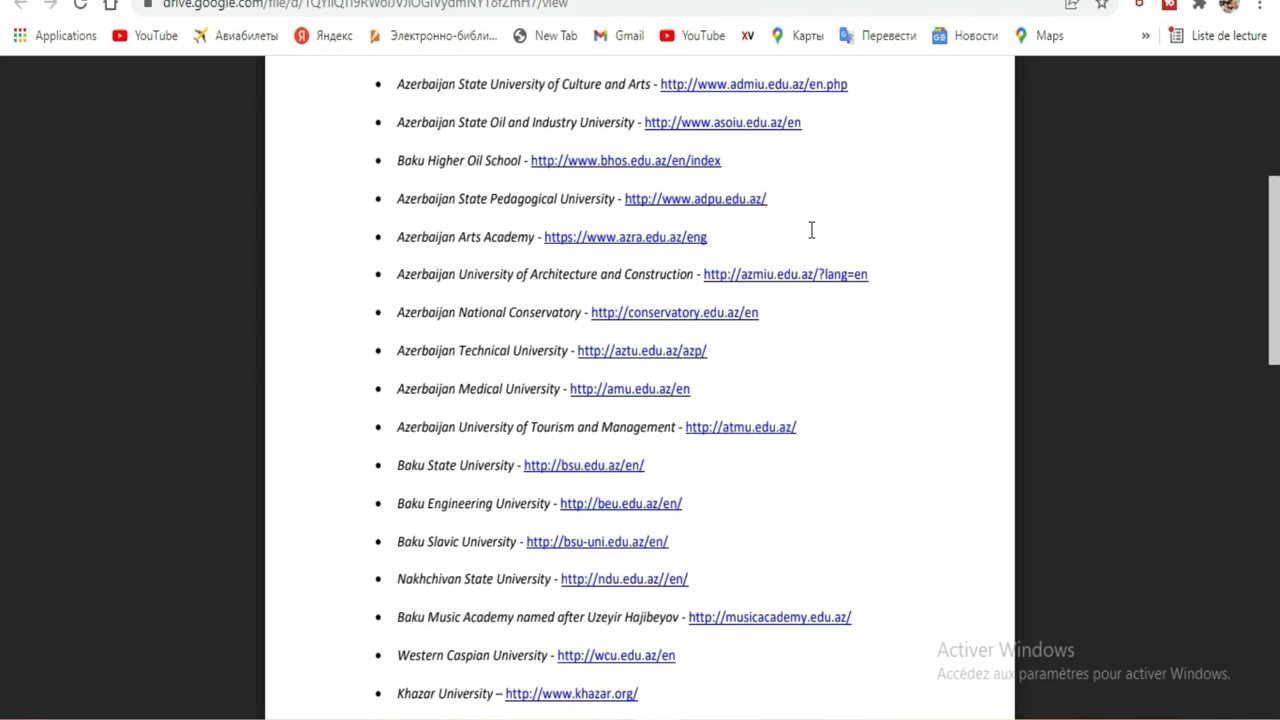 drive.google.com/file/d/
/view
Applications YouTube Авиабилеты Яндекс Электронно-библи... New Tab Gmail YouTube XV Карты Перевести Новости Maps » Liste de lecture
• Azerbaijan State University of Culture and Arts - http://www.admiu.edu.az/en.php
• Azerbaijan State Oil and Industry University - http://www.asoiu.edu.az/en
• Baku Higher Oil School - http://www.bhos.edu.az/en/index
• Azerbaijan State Pedagogical University - http://www.adpu.edu.az/
• Azerbaijan Arts Academy - https://www.azra.edu.az/eng
• Azerbaijan University of Architecture and Construction - http://azmiu.edu.az/?lang=en
• Azerbaijan National Conservatory - http://conservatory.edu.az/en
• Azerbaijan Technical University - http://aztu.edu.az/azp/
• Azerbaijan Medical University - http://amu.edu.az/en
• Azerbaijan University of Tourism and Management - http://atmu.edu.az/
• Baku State University - http://bsu.edu.az/en/
• Baku Engineering University - http://beu.edu.az/en/
• Baku Slavic University - http://bsu-uni.edu.az/en/
• Nakhchivan State University - http://ndu.edu.az//en/
• Baku Music Academy named after Uzeyir Hajibeyov - http://musicacademy.edu.az/
• Western Caspian University - http://wcu.edu.az/en
• Khazar University – http://www.khazar.org/
Activer Windows
Accédez aux paramètres pour activer Windows.